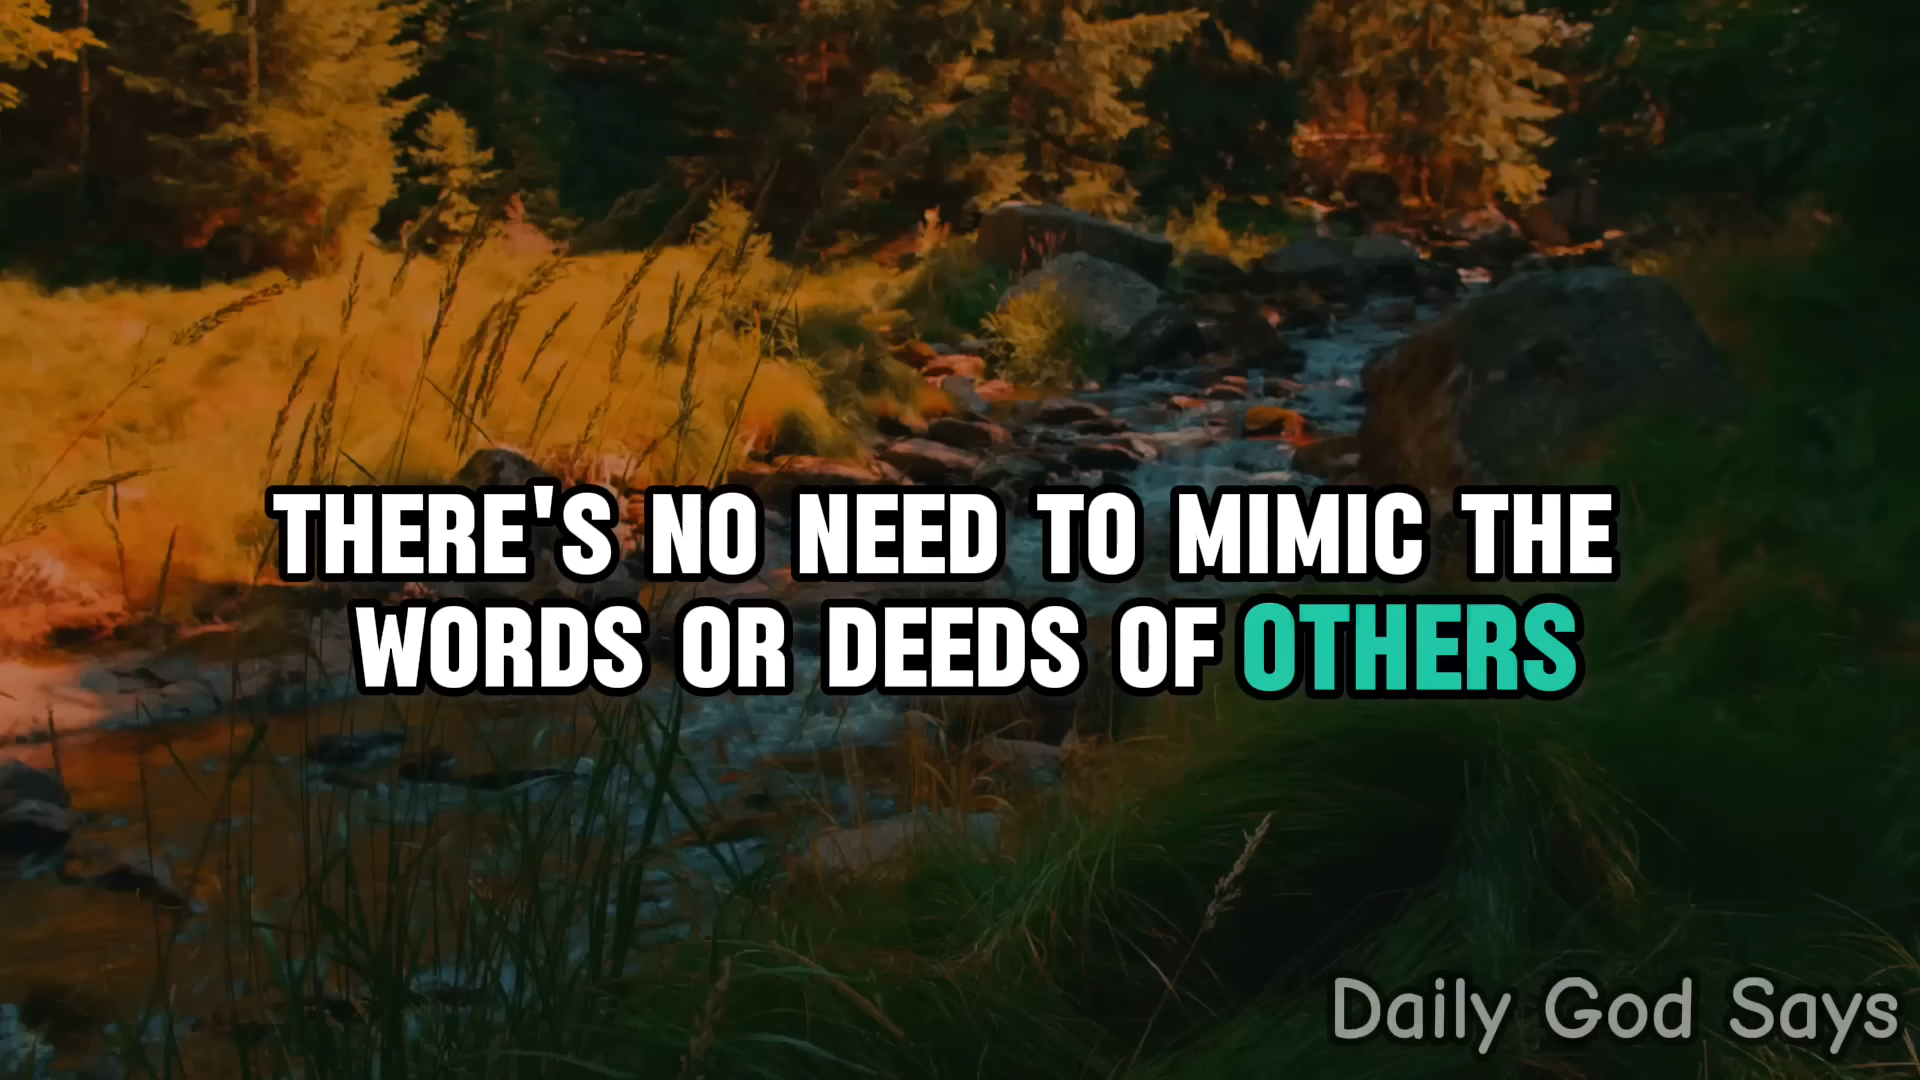 THERE'S NO NEED TO MIMIC THE
WORDS OR DEEDS OF OTHERS
Daily God Says